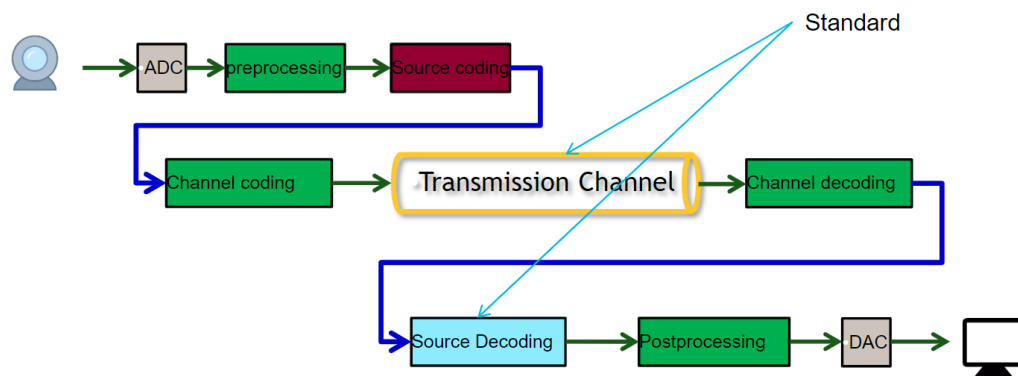 Standard
ADC
preprocessing
Source coding
Channel coding
Transmission Channel
Channel decoding
Source Decoding
Postprocessing
DAC